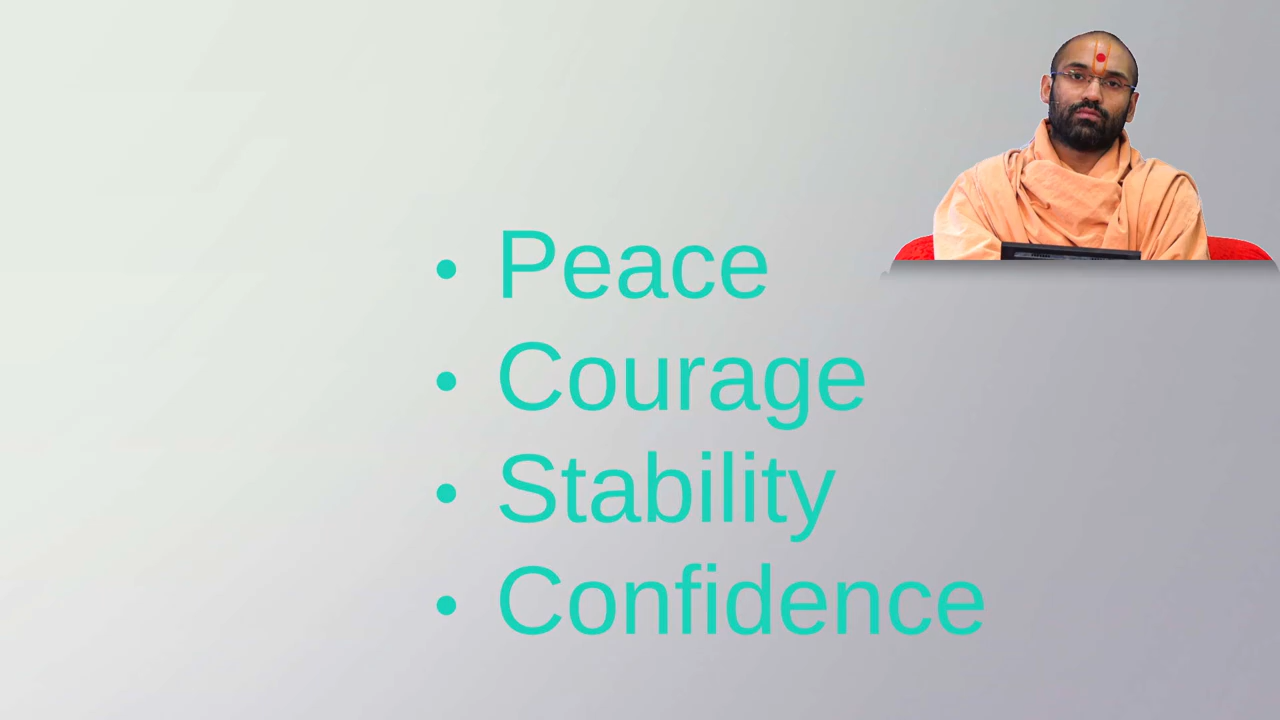 • Peace
• Courage
• Stability
• Confidence